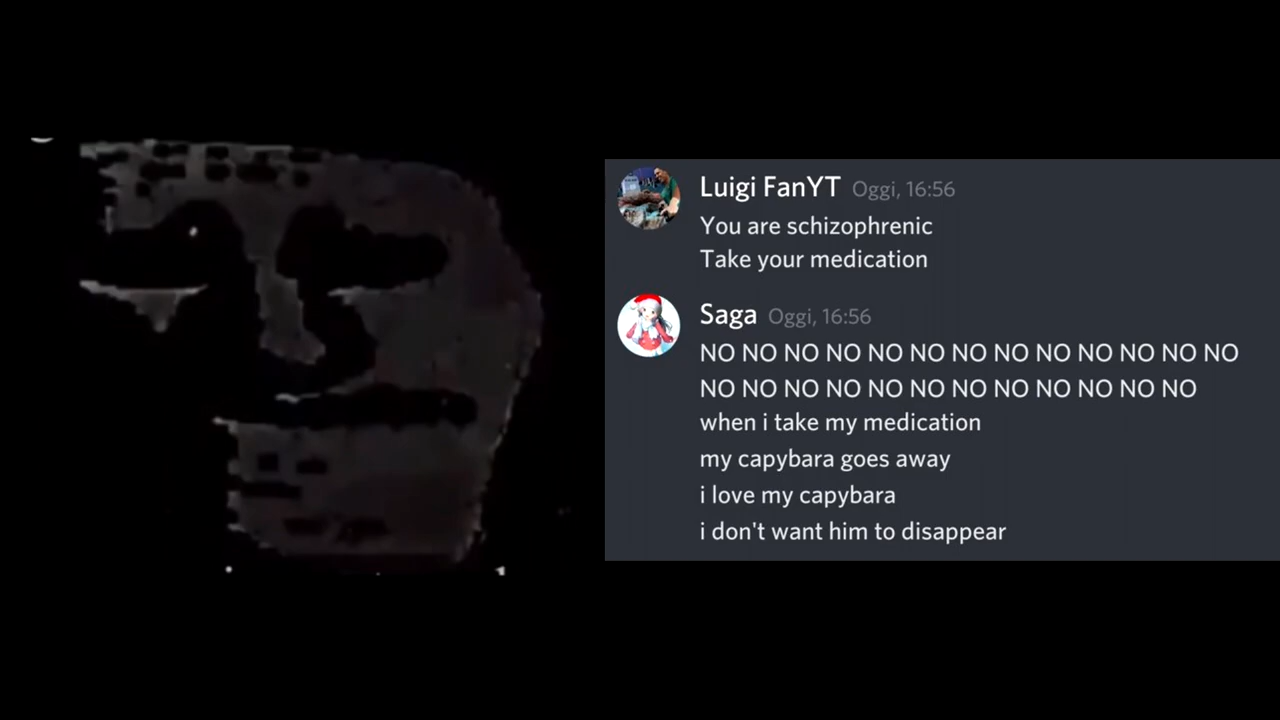 Luigi FanYT Oggi, 16:56
You are schizophrenic
Take your medication
Saga Oggi, 16:56
NO NO NO NO NO NO NO NO NO NO NO NO NO
NO NO NO NO NO NO NO NO NO NO NO NO
when i take my medication
my capybara goes away
i love my capybara
i don't want him to disappear